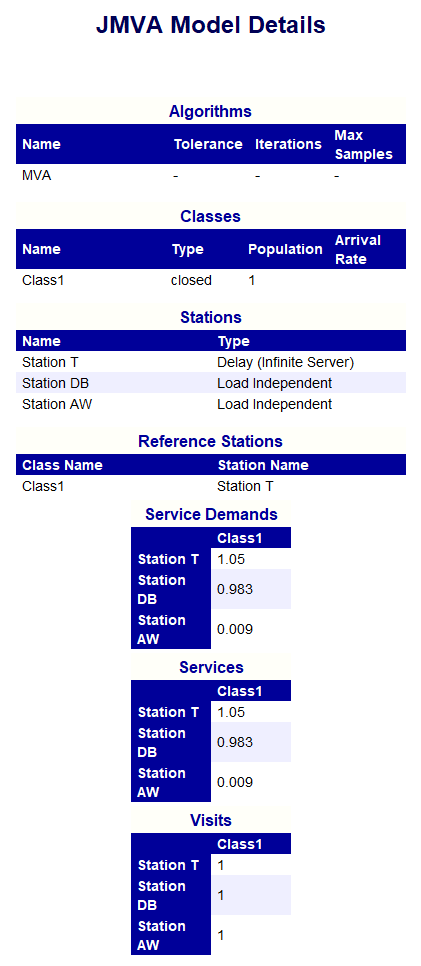 JMVA Model Details
Algorithms
Name Tolerance Iterations Max Samples
MVA - - -
Classes
Name Type Population Arrival Rate
Class1 closed 1
Stations
Name Type
Station T Delay (Infinite Server)
Station DB Load Independent
Station AW Load Independent
Reference Stations
Class Name Station Name
Class1 Station T
Service Demands
Class1
Station T 1.05
Station DB 0.983
Station AW 0.009
Services
Class1
Station T 1.05
Station DB 0.983
Station AW 0.009
Visits
Class1
Station T 1
Station DB 1
Station AW 1